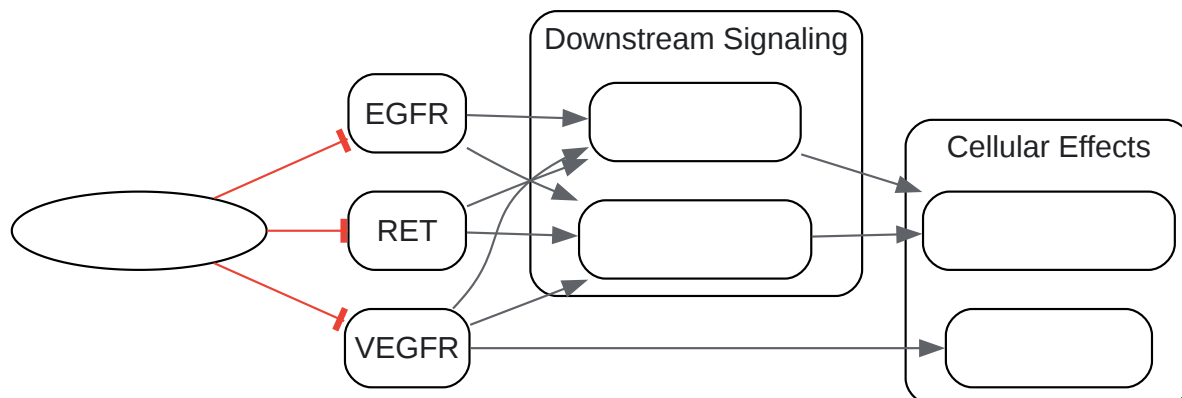 Downstream Signaling
EGFR
Cellular Effects
RET
VEGFR